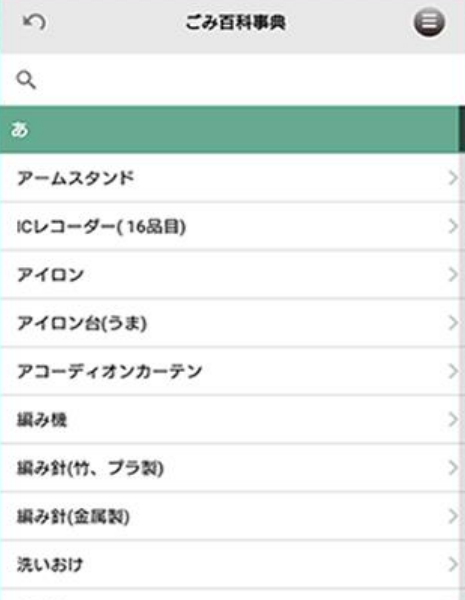 ごみ百科事典
あ
アームスタンド
ICレコーダー(16品目)
アイロン
アイロン台(うま)
アコーディオンカーテン
編み機
編み針(竹、プラ製)
編み針(金属製)
洗いおけ